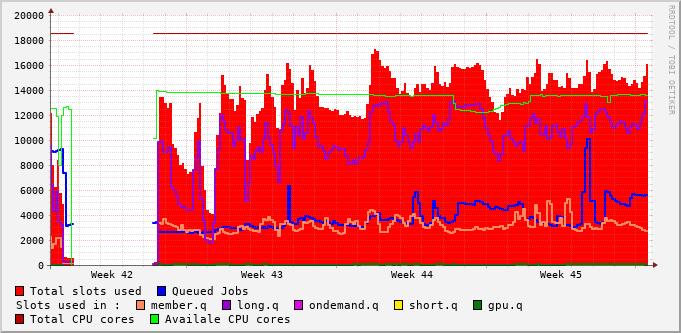 20000
18000
16000
14000
12000
10000
8000
6000
4000
2000
0
Week 42 Week 43 Week 44 Week 45
Total slots used Queued Jobs
Slots used in : member.q long.q ondemand.q short.q gpu.q
Total CPU cores Availale CPU cores
RRDTOOL / TOBI OETIKER